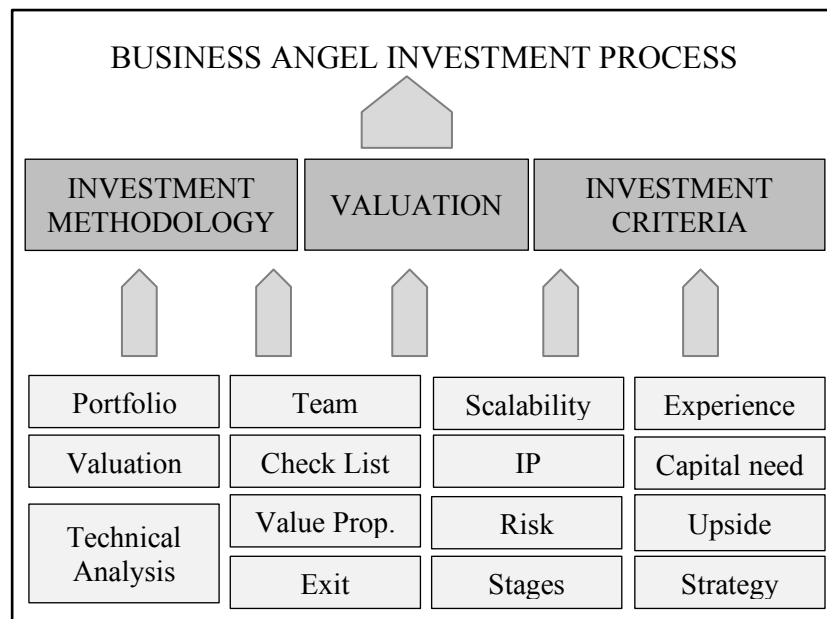 BUSINESS ANGEL INVESTMENT PROCESS
INVESTMENT
METHODOLOGY
VALUATION
INVESTMENT
CRITERIA
Portfolio
Team
Scalability
Experience
Valuation
Check List
IP
Capital need
Technical
Analysis
Value Prop.
Risk
Upside
Exit
Stages
Strategy